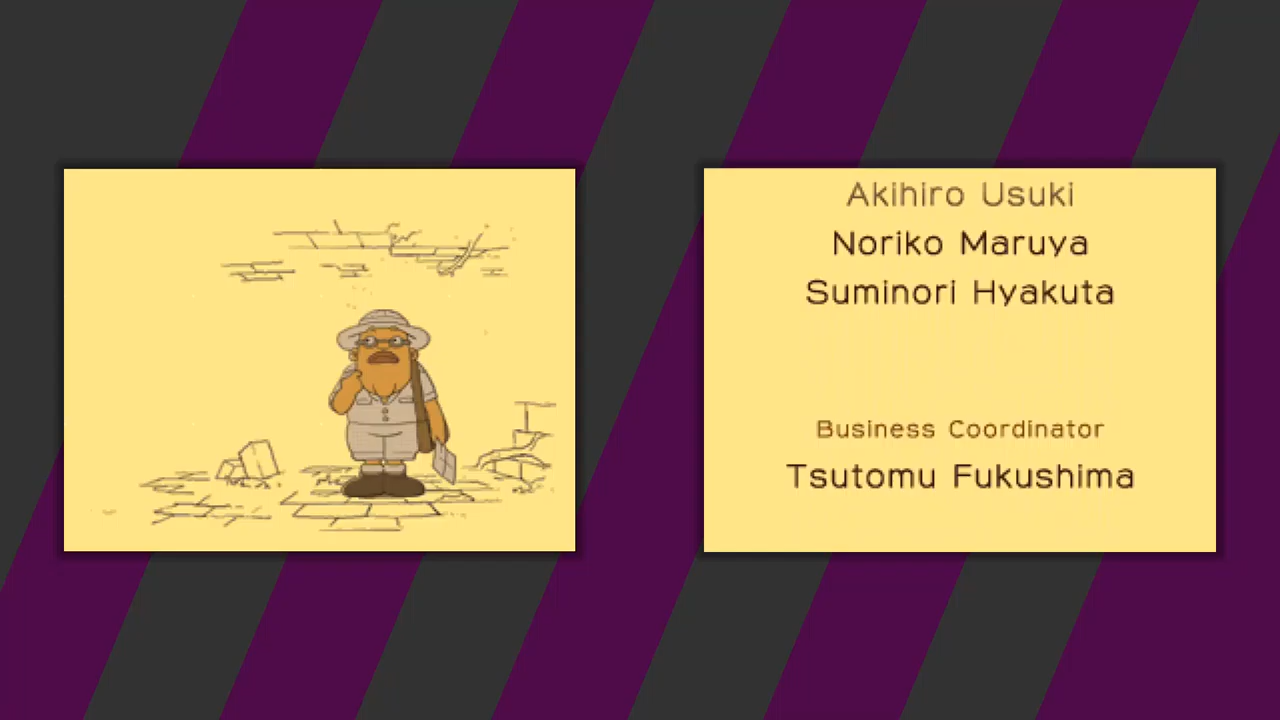 Akihiro Usuki
Noriko Maruya
Suminori Hyakuta
Business Coordinator
Tsutomu Fukushima